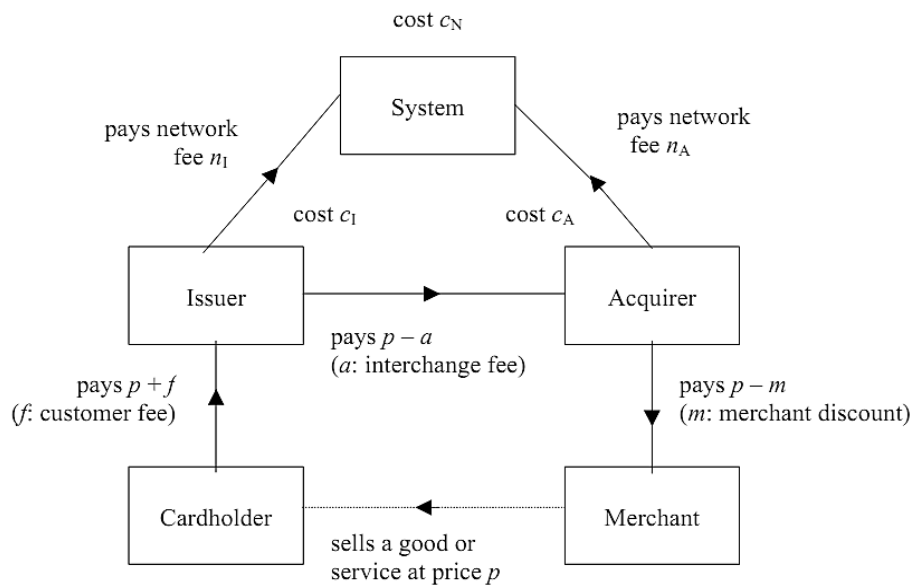 cost c_N
System
pays network
fee n_I
pays network
fee n_A
cost c_I
cost c_A
Issuer
Acquirer
pays p – a
(a: interchange fee)
pays p + f
(f: customer fee)
pays p – m
(m: merchant discount)
Cardholder
Merchant
sells a good or
service at price p